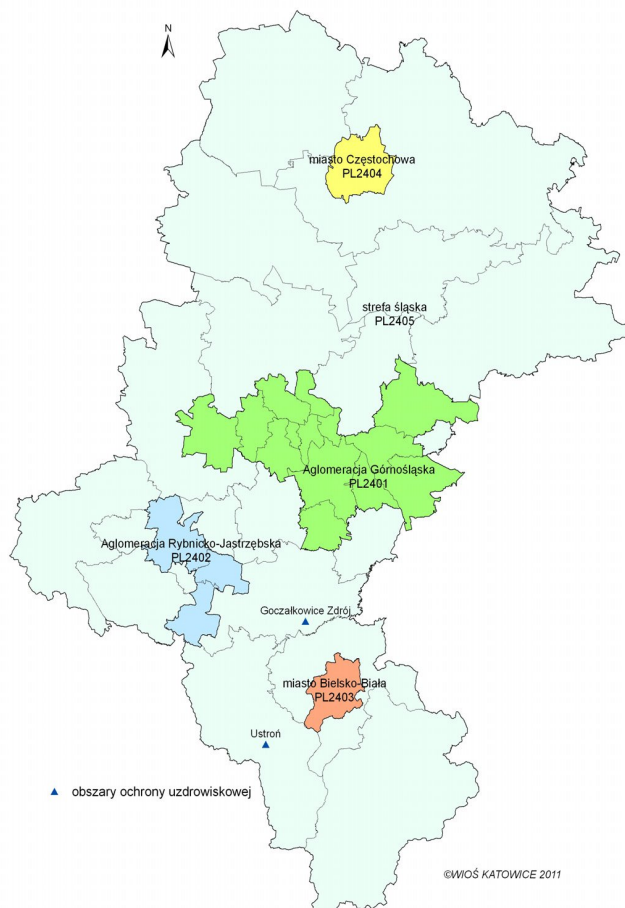 N
miasto Częstochowa
PL2404
strefa śląska
PL2405
Aglomeracja Górnośląska
PL2401
Aglomeracja Rybnicko-Jastrzębska
PL2402
Goczałkowice Zdrój
miasto Bielsko-Biała
PL2403
Ustroń
obszary ochrony uzdrowiskowej
©WIOŚ KATOWICE 2011